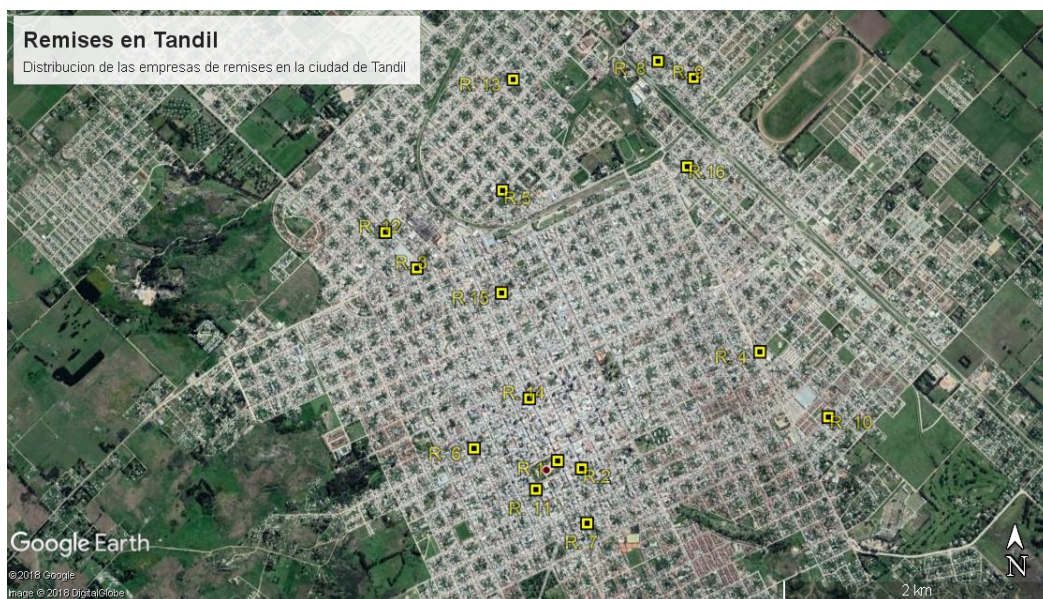 Remises en Tandil
Distribucion de las empresas de remises en la ciudad de Tandil
R. 8
R. 9
R. 13
R.16
R.5
R. 12
R. 3
R.15
R. 4
R. 14
R. 10
R. 6
R. 1
R.2
R. 11
R. 7
Google Earth
N
©2018 Google
Image © 2018 DigitalGlobe
2 km